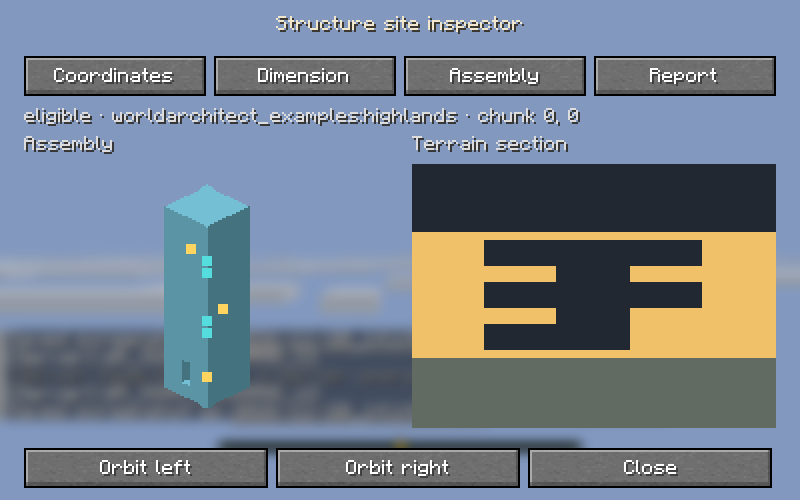 Structure site inspector
Coordinates
Dimension
Assembly
Report
eligible · worldarchitect_examples:highlands · chunk 0, 0
Assembly
Terrain section
Orbit left
Orbit right
Close